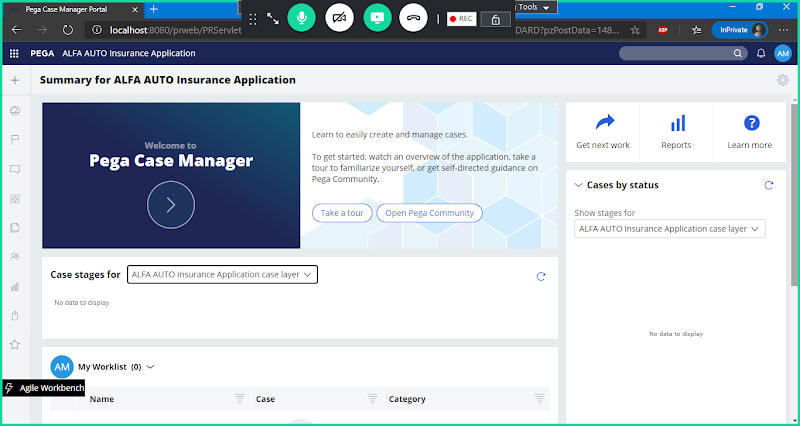 Pega Case Manager Portal
REC
Tools
localhost:8080/prweb/PRServlet
DARD?pzPostData=148...
ABP
InPrivate
PEGA ALFA AUTO Insurance Application
AM
Summary for ALFA AUTO Insurance Application
Welcome to
Pega Case Manager
Learn to easily create and manage cases.
To get started, watch an overview of the application, take a
tour to familiarize yourself, or get self-directed guidance on
Pega Community.
Take a tour
Open Pega Community
Get next work
Reports
Learn more
Cases by status
Show stages for
ALFA AUTO Insurance Application case layer
No data to display
Case stages for ALFA AUTO Insurance Application case layer
No data to display
AM My Worklist (0)
Agile Workbench
Name Case Category